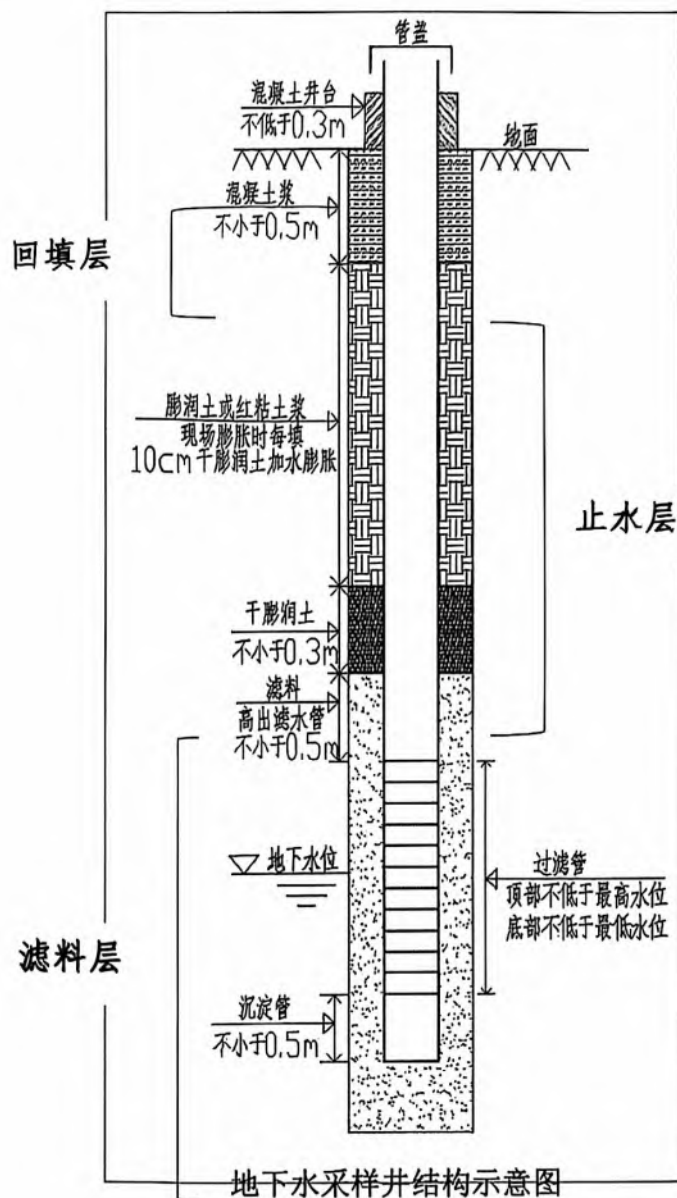 管盖
混凝土井台
不低于0.3m
地面
混凝土浆
不小于0.5m
回填层
膨润土或红粘土浆
现场膨胀时每填
10cm干膨润土加水膨胀
止水层
干膨润土
不小于0.3m
滤料
高出滤水管
不小于0.5m
地下水位
过滤管
顶部不低于最高水位
底部不低于最低水位
滤料层
沉淀管
不小于0.5m
地下水采样井结构示意图